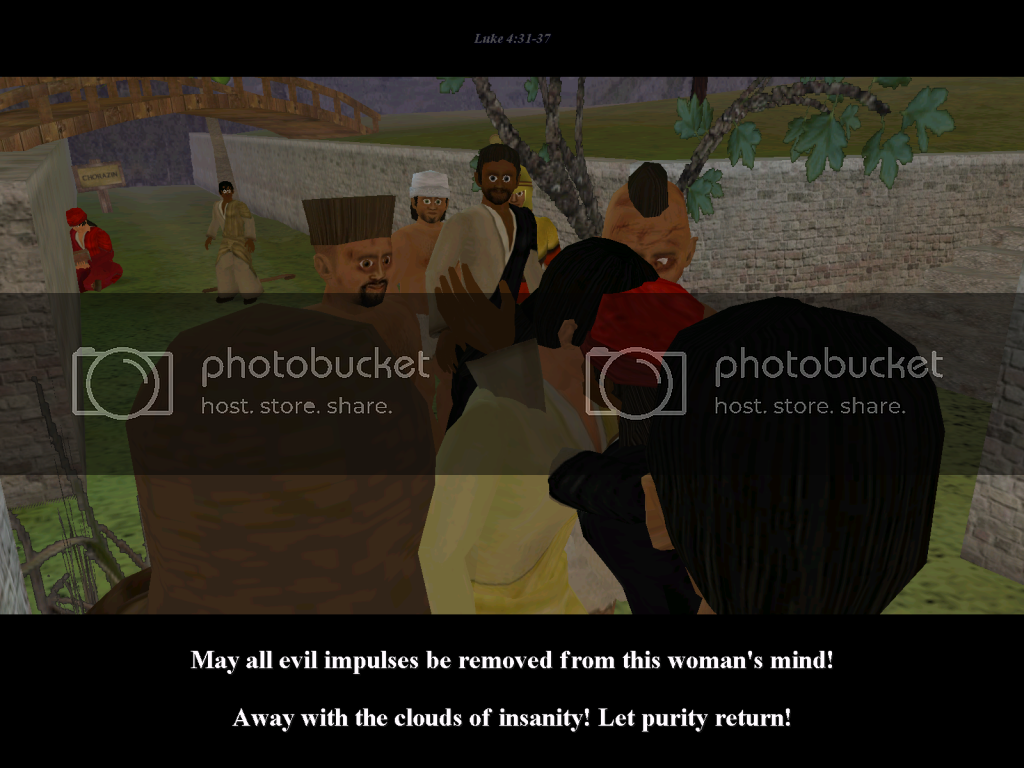 Luke 4:31-37
CHORAZIN
photobucket photobucket
host. store. share. host. store. share.
May all evil impulses be removed from this woman's mind!
Away with the clouds of insanity! Let purity return!